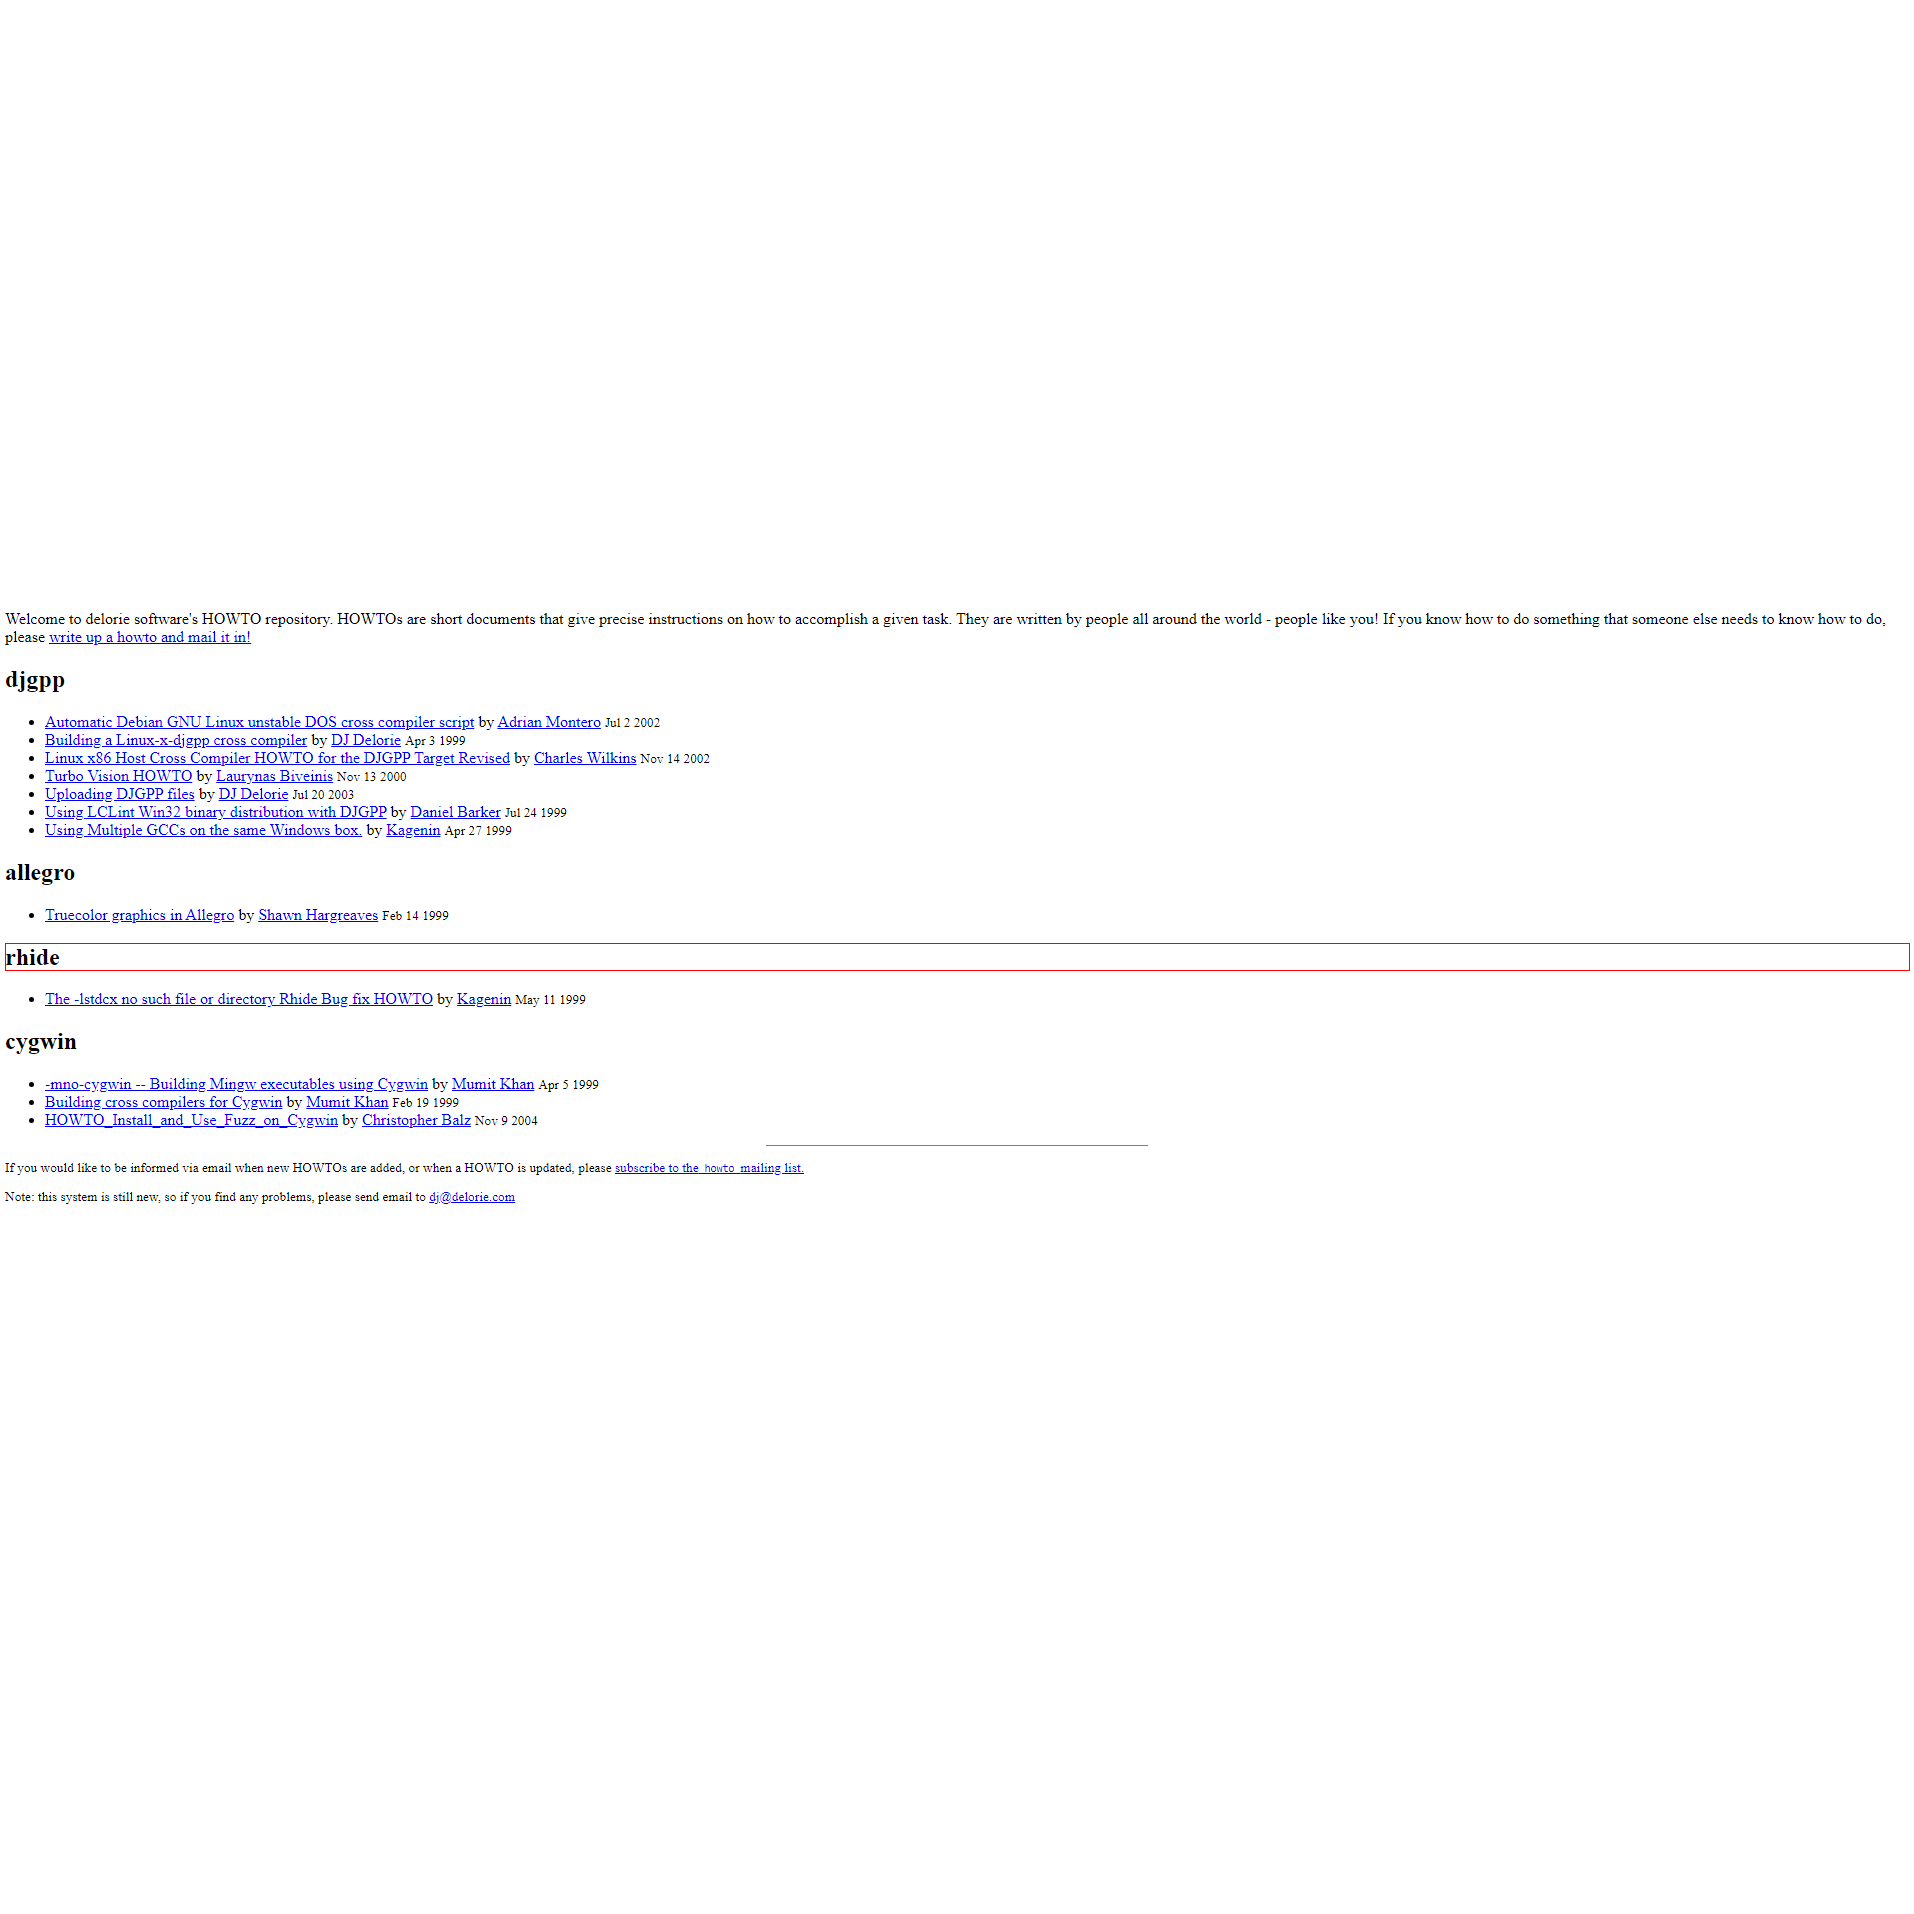 Welcome to delorie software's HOWTO repository. HOWTOs are short documents that give precise instructions on how to accomplish a given task. They are written by people all around the world - people like you! If you know how to do something that someone else needs to know how to do,
please write up a howto and mail it in!
djgpp
Automatic Debian GNU Linux unstable DOS cross compiler script by Adrian Montero Jul 2 2002
Building a Linux-x-djgpp cross compiler by DJ Delorie Apr 3 1999
Linux x86 Host Cross Compiler HOWTO for the DJGPP Target Revised by Charles Wilkins Nov 14 2002
Turbo Vision HOWTO by Laurynas Biveinis Nov 13 2000
Uploading DJGPP files by DJ Delorie Jul 20 2003
Using LCLint Win32 binary distribution with DJGPP by Daniel Barker Jul 24 1999
Using Multiple GCCs on the same Windows box. by Kagenin Apr 27 1999
allegro
Truecolor graphics in Allegro by Shawn Hargreaves Feb 14 1999
rhide
The -lstdcx no such file or directory Rhide Bug fix HOWTO by Kagenin May 11 1999
cygwin
-mno-cygwin -- Building Mingw executables using Cygwin by Mumit Khan Apr 5 1999
Building cross compilers for Cygwin by Mumit Khan Feb 19 1999
HOWTO_Install_and_Use_Fuzz_on_Cygwin by Christopher Balz Nov 9 2004
If you would like to be informed via email when new HOWTOs are added, or when a HOWTO is updated, please subscribe to the howto mailing list.
Note: this system is still new, so if you find any problems, please send email to dj@delorie.com